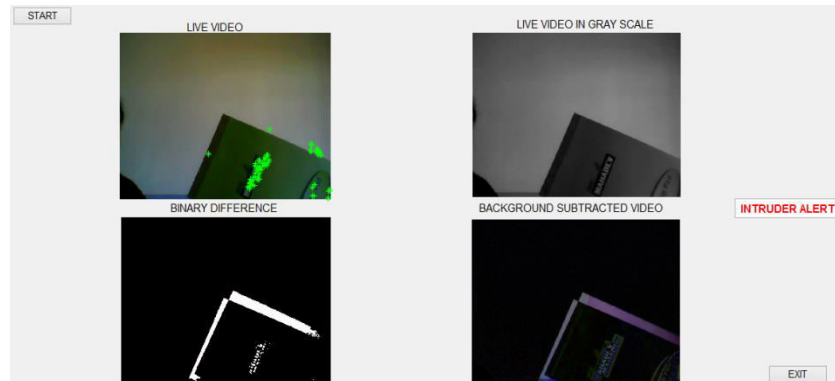 START
LIVE VIDEO
LIVE VIDEO IN GRAY SCALE
BINARY DIFFERENCE
BACKGROUND SUBTRACTED VIDEO
INTRUDER ALERT
EXIT